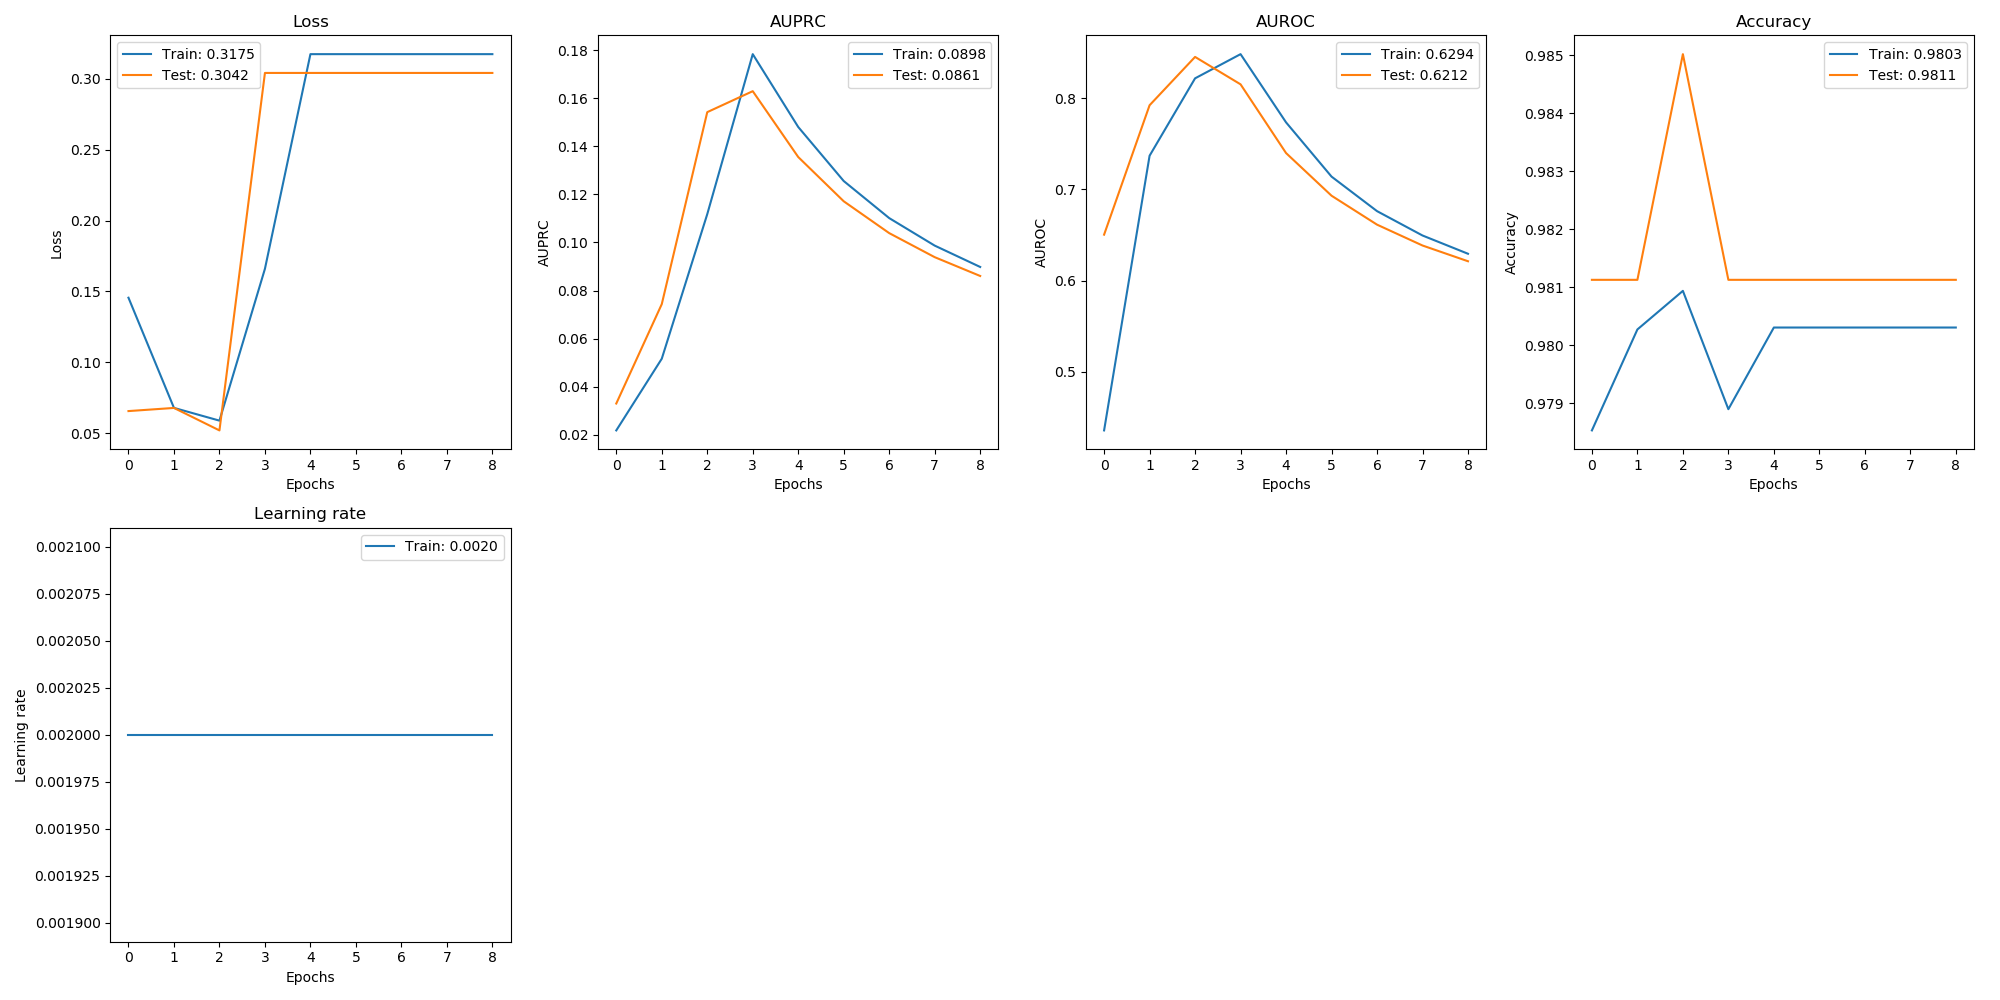 Loss
Train: 0.3175
Test: 0.3042
0.30
0.25
0.20
0.15
0.10
0.05
Loss
0 1 2 3 4 5 6 7 8
Epochs
AUPRC
Train: 0.0898
Test: 0.0861
0.18
0.16
0.14
0.12
0.10
0.08
0.06
0.04
0.02
AUPRC
0 1 2 3 4 5 6 7 8
Epochs
AUROC
Train: 0.6294
Test: 0.6212
0.8
0.7
0.6
0.5
AUROC
0 1 2 3 4 5 6 7 8
Epochs
Accuracy
Train: 0.9803
Test: 0.9811
0.985
0.984
0.983
0.982
0.981
0.980
0.979
Accuracy
0 1 2 3 4 5 6 7 8
Epochs
Learning rate
Train: 0.0020
0.002100
0.002075
0.002050
0.002025
0.002000
0.001975
0.001950
0.001925
0.001900
Learning rate
0 1 2 3 4 5 6 7 8
Epochs